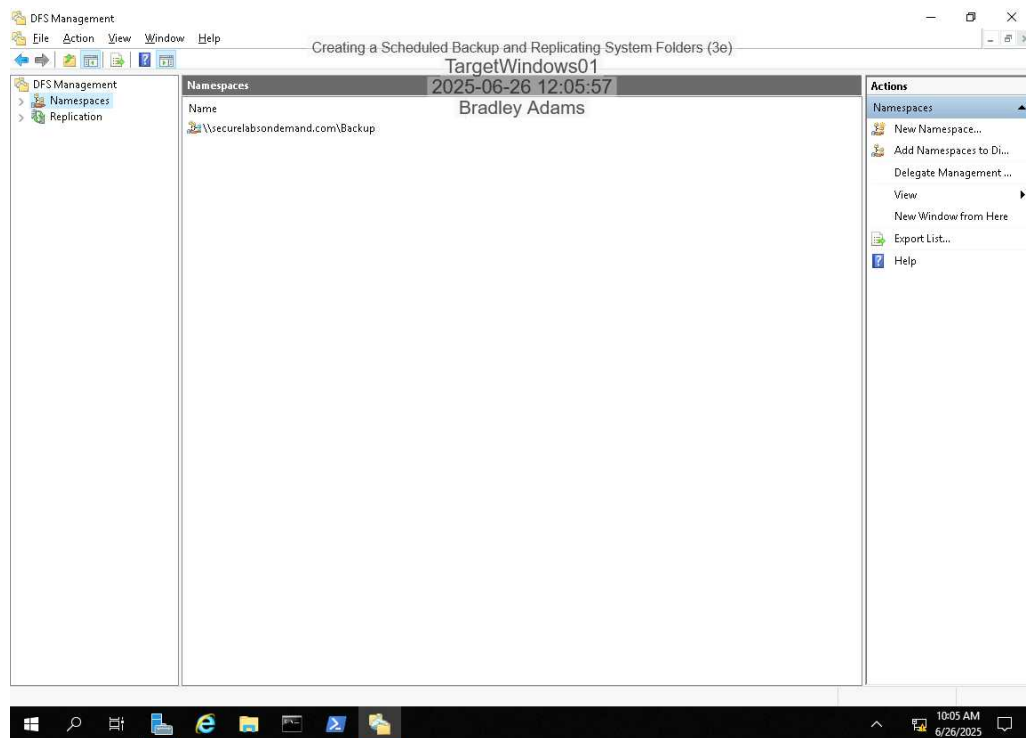 DFS Management
File Action View Window Help
Creating a Scheduled Backup and Replicating System Folders (3e)
TargetWindows01
2025-06-26 12:05:57
Bradley Adams
DFS Management
Namespaces
Replication
Namespaces
Name
\\securelabsondemand.com\Backup
Actions
Namespaces
New Namespace...
Add Namespaces to Di...
Delegate Management ...
View
New Window from Here
Export List...
Help
10:05 AM
6/26/2025